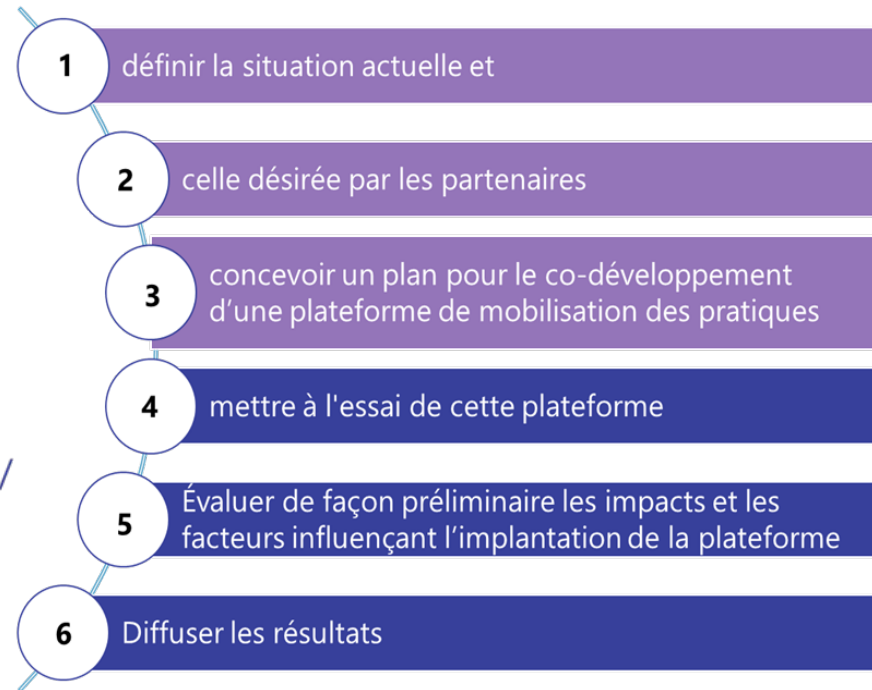 1
définir la situation actuelle et
2
celle désirée par les partenaires
3
concevoir un plan pour le co-développement
d'une plateforme de mobilisation des pratiques
4
mettre à l'essai de cette plateforme
5
Évaluer de façon préliminaire les impacts et les
facteurs influençant l'implantation de la plateforme
6
Diffuser les résultats